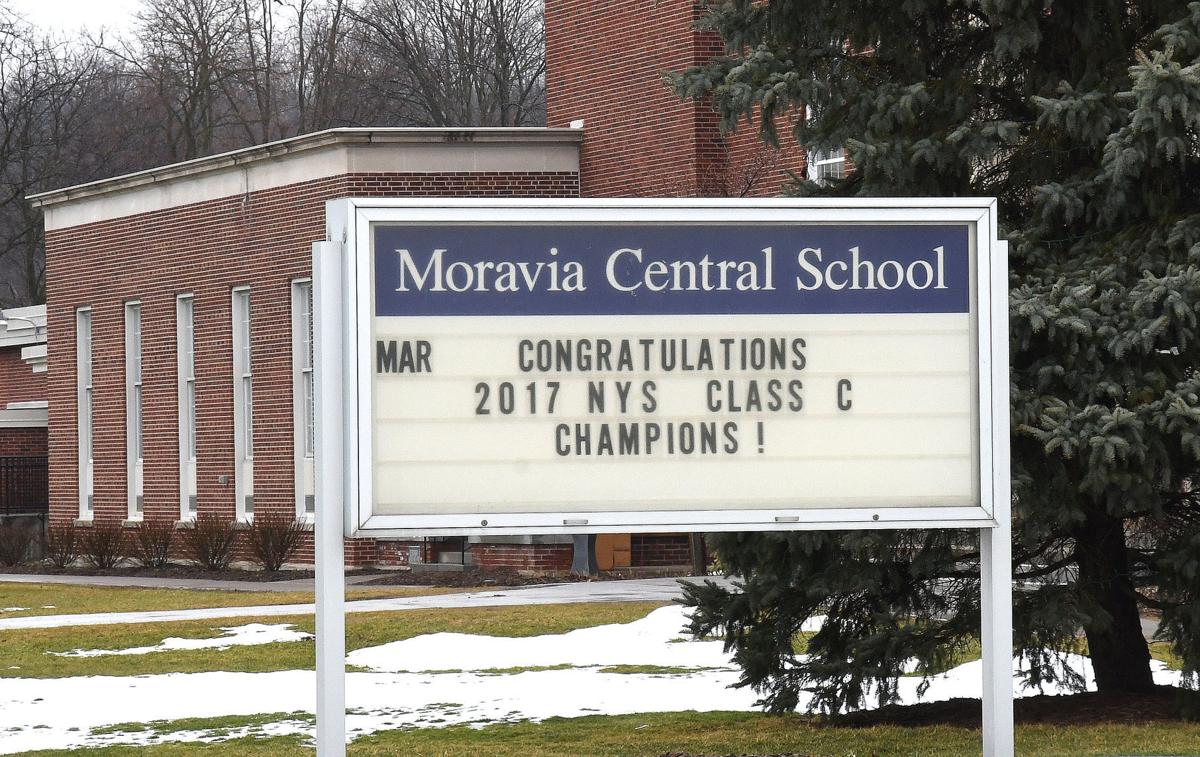 Moravia Central School
MAR CONGRATULATIONS
2017 NYS CLASS C
CHAMPIONS!